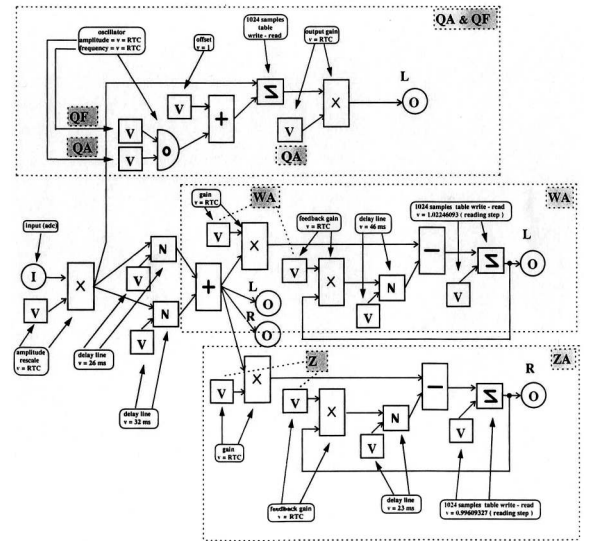 QA & QF
oscillator
amplitude = v = RTC
frequency = v = RTC
offset
v = 1
1024 samples
table
write - read
output gain
v = RTC
L
V
+
Σ
X
O
QF
V
QA
V
O
V
QA
WA
gain
v = RTC
WA
feedback gain
v = RTC
delay line
v = 46 ms
1024 samples table write - read
v = 1.02246093 ( reading step )
L
input (adc)
I
V
X
N
V
N
V
+
V
X
L
O
R
O
V
X
N
V
—
V
Σ
O
amplitude
rescale
v = RTC
delay line
v = 26 ms
delay line
v = 32 ms
Z
ZA
R
V
X
V
X
N
V
—
V
Σ
O
gain
v = RTC
feedback gain
v = RTC
delay line
v = 23 ms
1024 samples table write - read
v = 0.99609327 ( reading step )